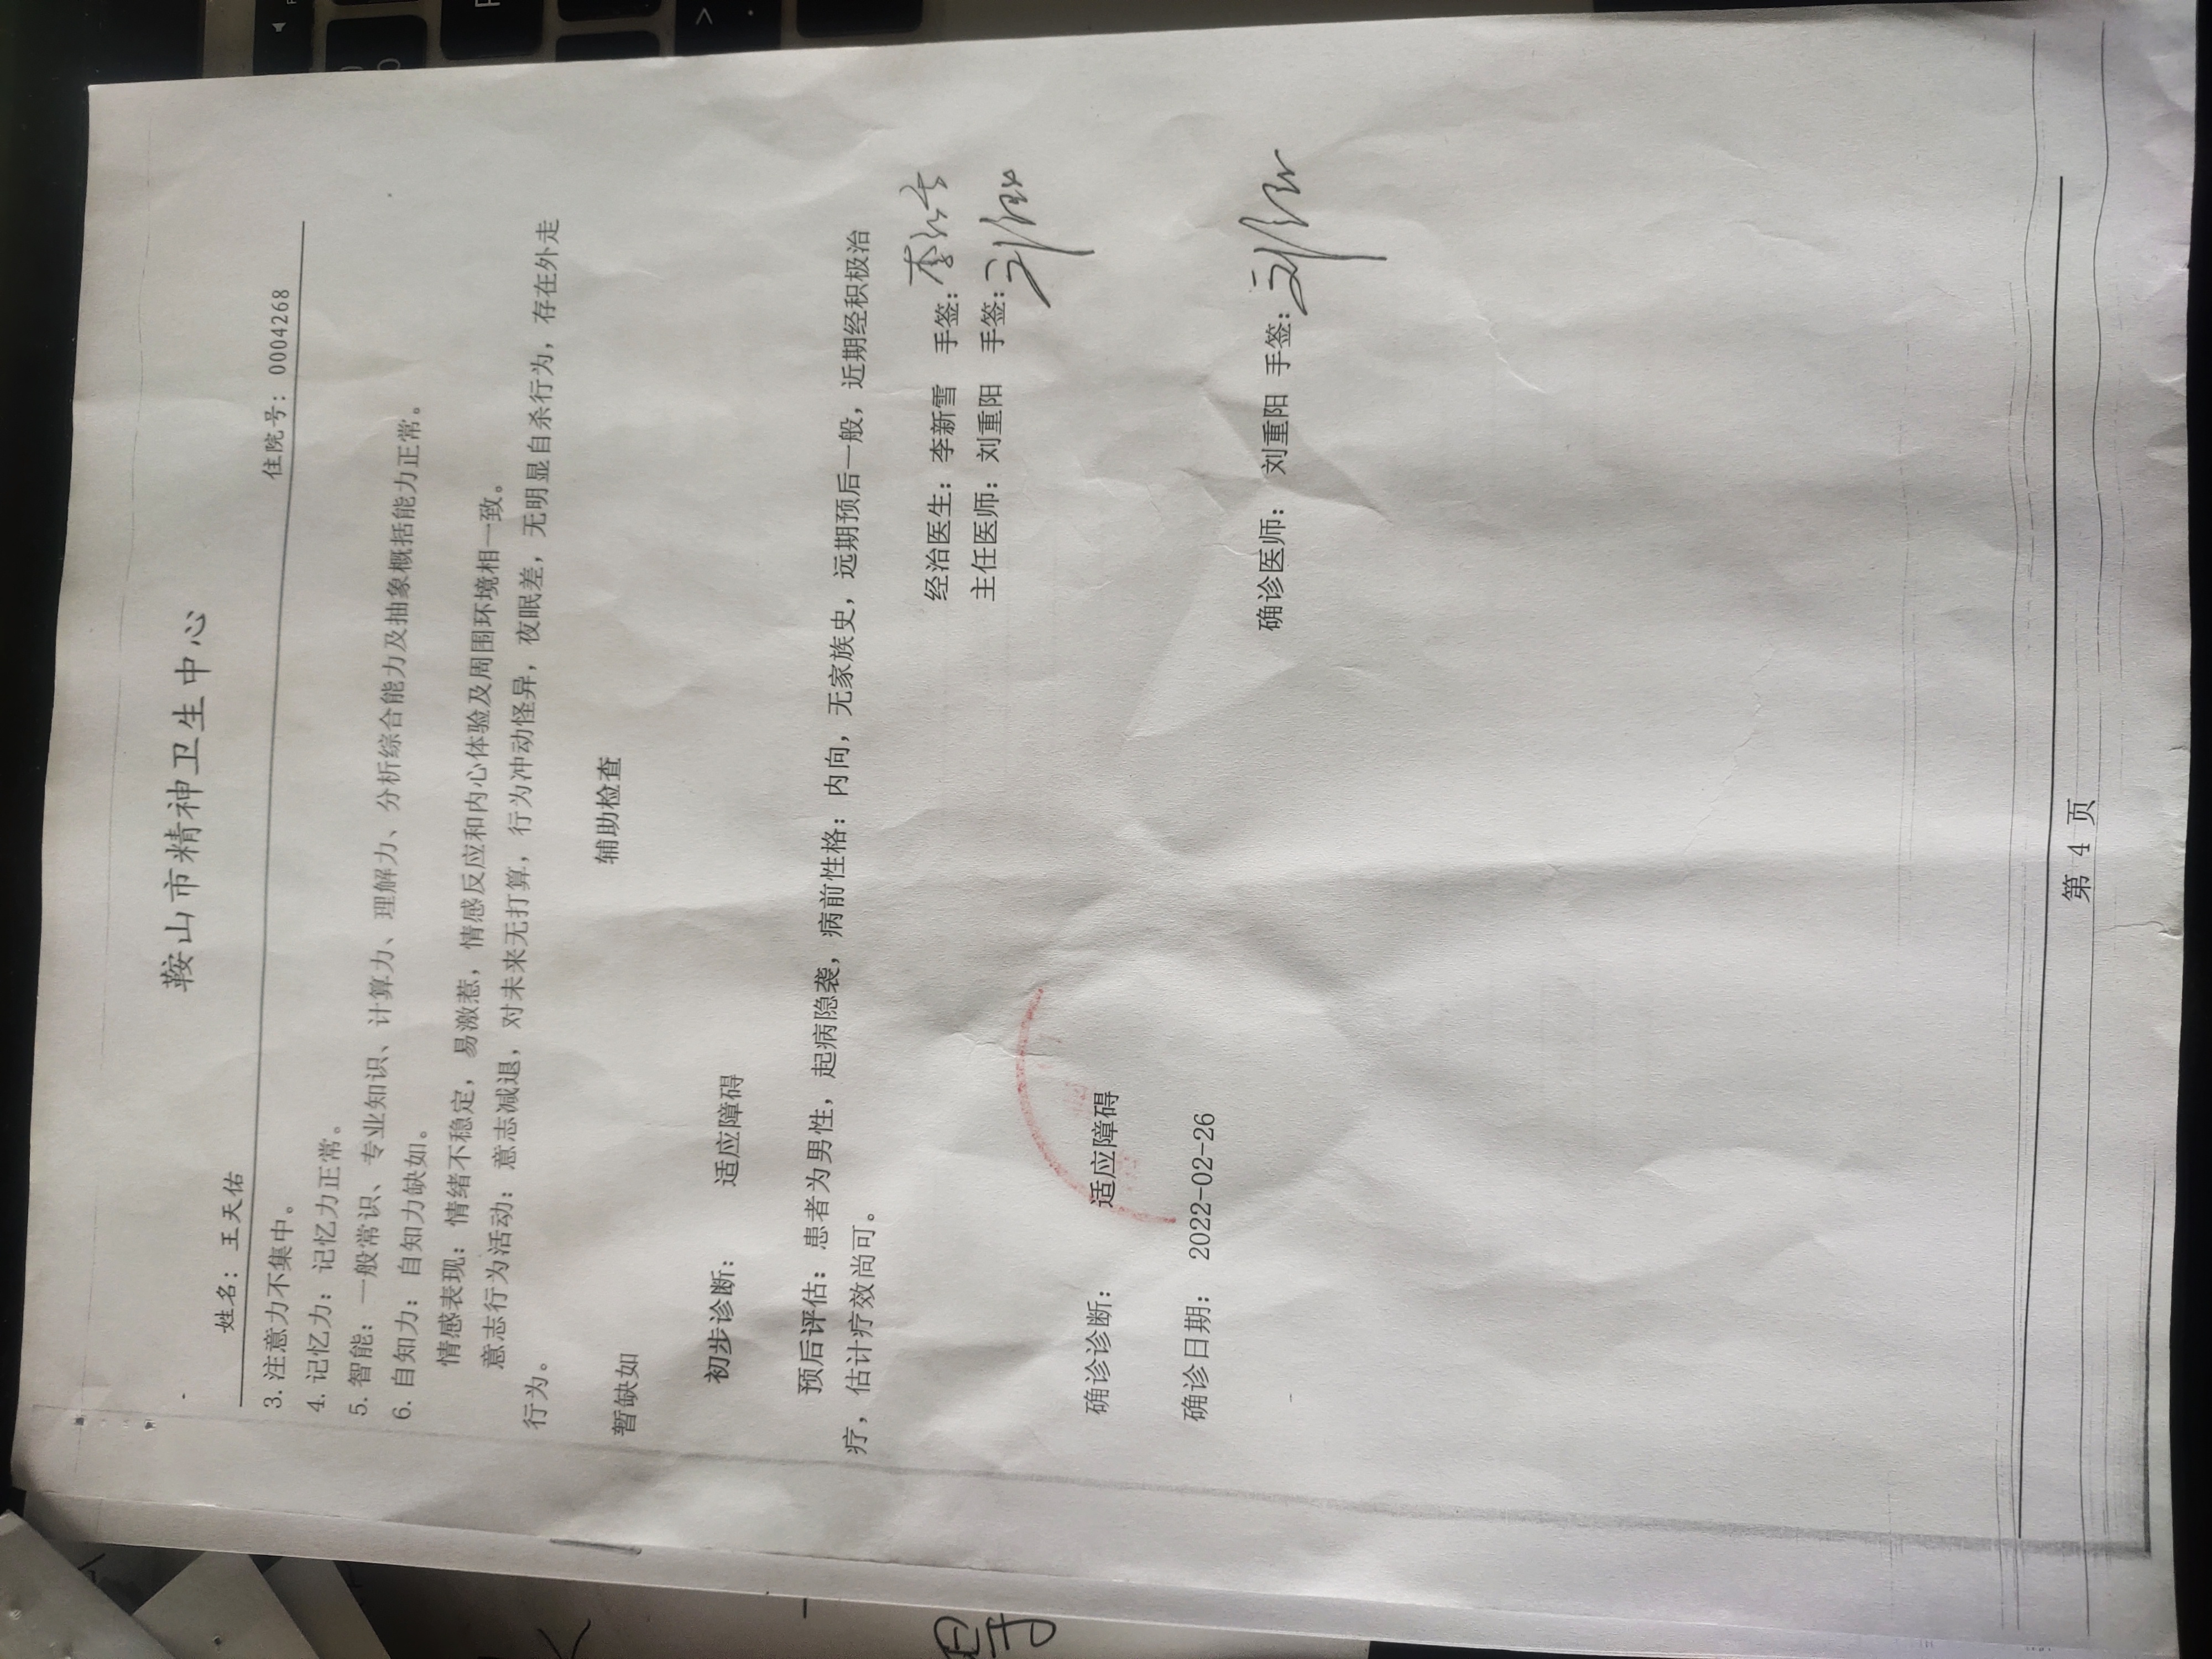 鞍山市精神卫生中心
姓名：王天佑
住院号：0004268
3. 注意力不集中。
4. 记忆力：记忆力正常。
5. 智能：一般常识、专业知识、计算力、理解力、分析综合能力及抽象概括能力正常。
6. 自知力：自知力缺如。
情感表现：情绪不稳定，易激惹，情感反应和内心体验及周围环境相一致。
意志行为活动：意志减退，对未来无打算，行为冲动怪异，夜眠差，无明显自杀行为，存在外走
行为。
辅助检查
暂缺如
初步诊断： 适应障碍
预后评估：患者为男性，起病隐袭，病前性格：内向，无家族史，远期预后一般，近期经积极治
疗，估计疗效尚可。
经治医生：李新雪 手签：
主任医师：刘重阳 手签：
确诊诊断： 适应障碍
确诊日期： 2022-02-26
确诊医师： 刘重阳 手签：
第 4 页